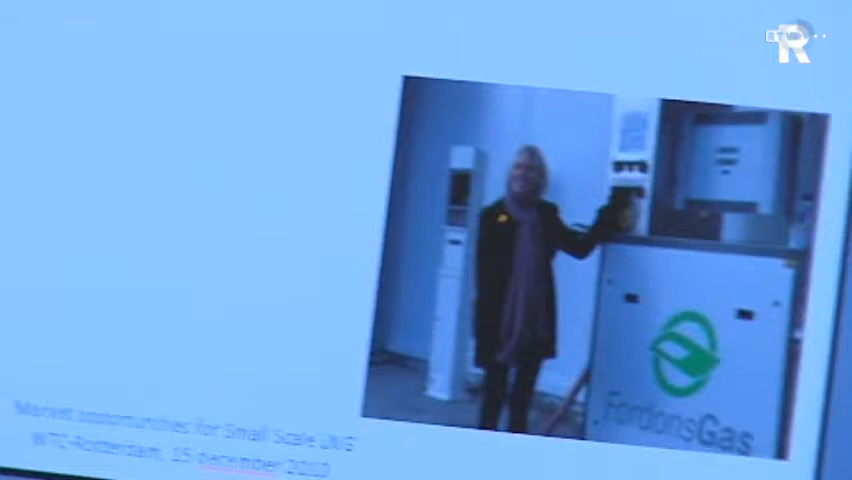 R
FordonsGas
Market opportunities for Small Scale LNG
WTC-Rotterdam, 15 december 2010